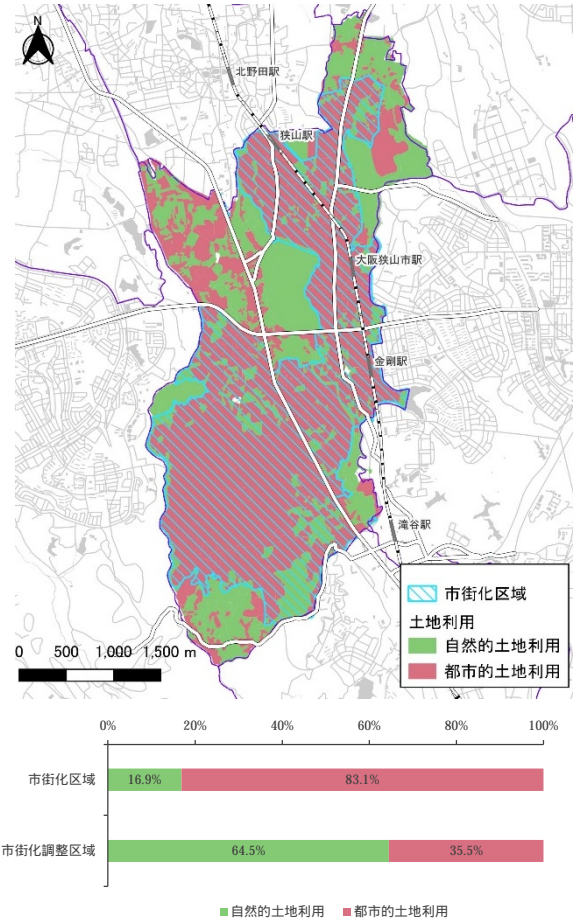 北野田駅
狭山駅
大阪狭山市駅
金剛駅
滝谷駅
市街化区域
土地利用
自然的土地利用
都市的土地利用
0 500 1,000 1,500 m
0% 20% 40% 60% 80% 100%
市街化区域 16.9% 83.1%
市街化調整区域 64.5% 35.5%
自然的土地利用 都市的土地利用